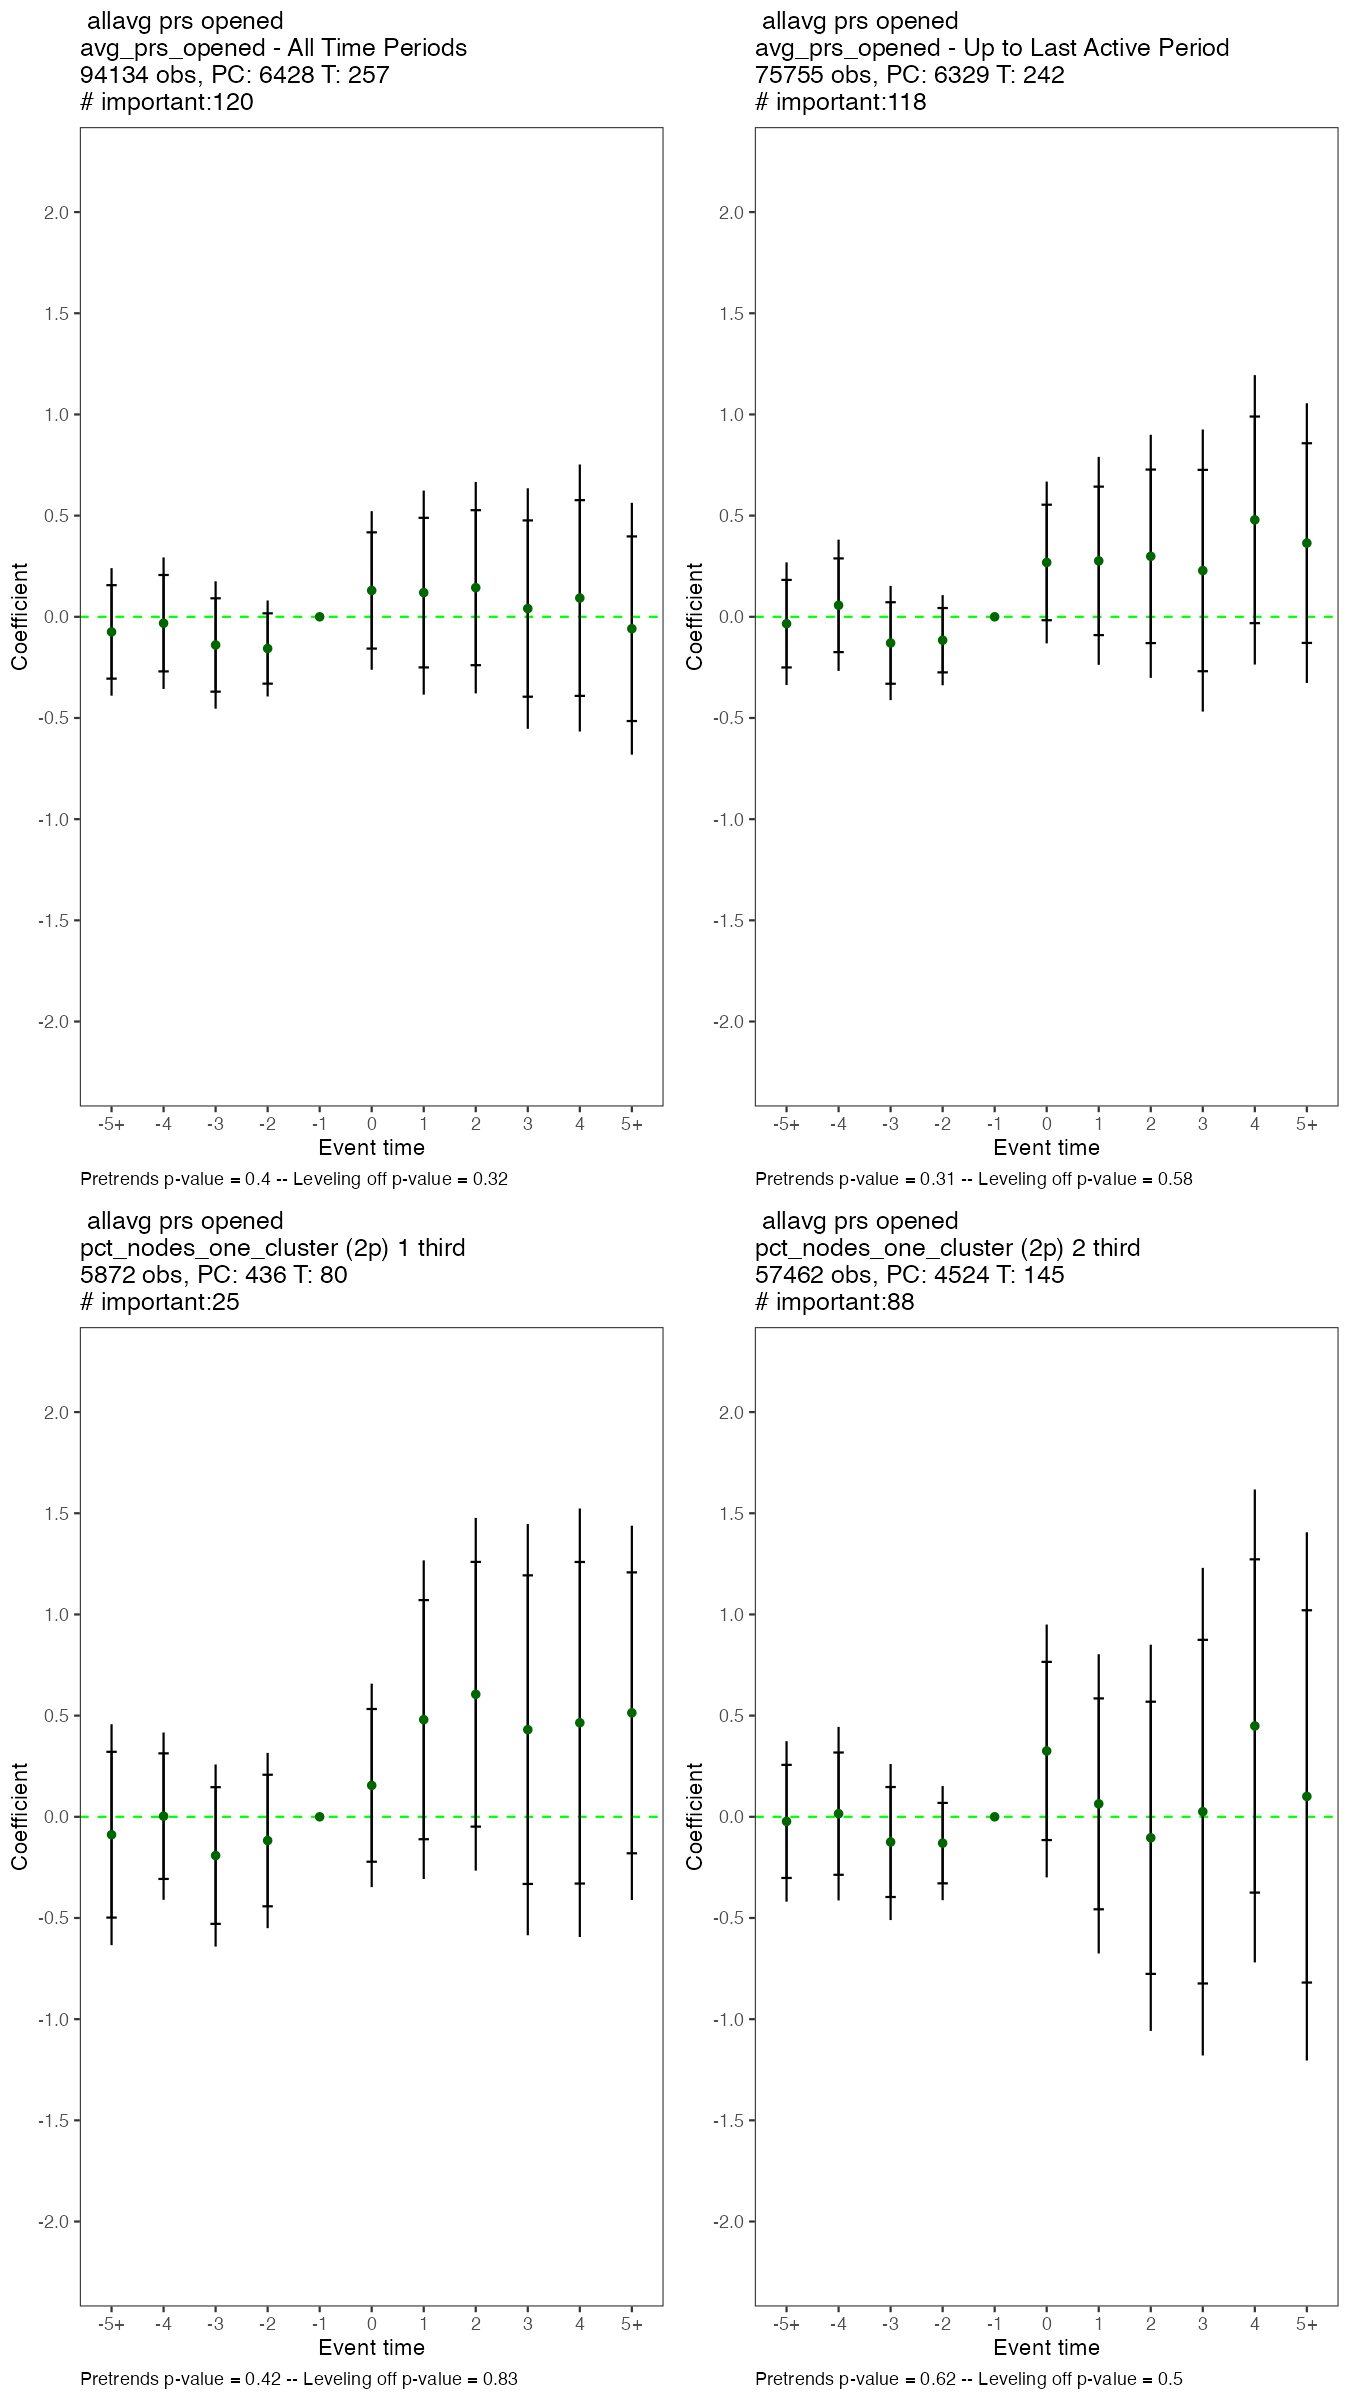 allavg prs opened
avg_prs_opened - All Time Periods
94134 obs, PC: 6428 T: 257
# important:120
2.0
1.5
1.0
0.5
0.0
-0.5
-1.0
-1.5
-2.0
Coefficient
-5+ -4 -3 -2 -1 0 1 2 3 4 5+
Event time
Pretrends p-value = 0.4 -- Leveling off p-value = 0.32
allavg prs opened
avg_prs_opened - Up to Last Active Period
75755 obs, PC: 6329 T: 242
# important:118
2.0
1.5
1.0
0.5
0.0
-0.5
-1.0
-1.5
-2.0
Coefficient
-5+ -4 -3 -2 -1 0 1 2 3 4 5+
Event time
Pretrends p-value = 0.31 -- Leveling off p-value = 0.58
allavg prs opened
pct_nodes_one_cluster (2p) 1 third
5872 obs, PC: 436 T: 80
# important:25
2.0
1.5
1.0
0.5
0.0
-0.5
-1.0
-1.5
-2.0
Coefficient
-5+ -4 -3 -2 -1 0 1 2 3 4 5+
Event time
Pretrends p-value = 0.42 -- Leveling off p-value = 0.83
allavg prs opened
pct_nodes_one_cluster (2p) 2 third
57462 obs, PC: 4524 T: 145
# important:88
2.0
1.5
1.0
0.5
0.0
-0.5
-1.0
-1.5
-2.0
Coefficient
-5+ -4 -3 -2 -1 0 1 2 3 4 5+
Event time
Pretrends p-value = 0.62 -- Leveling off p-value = 0.5